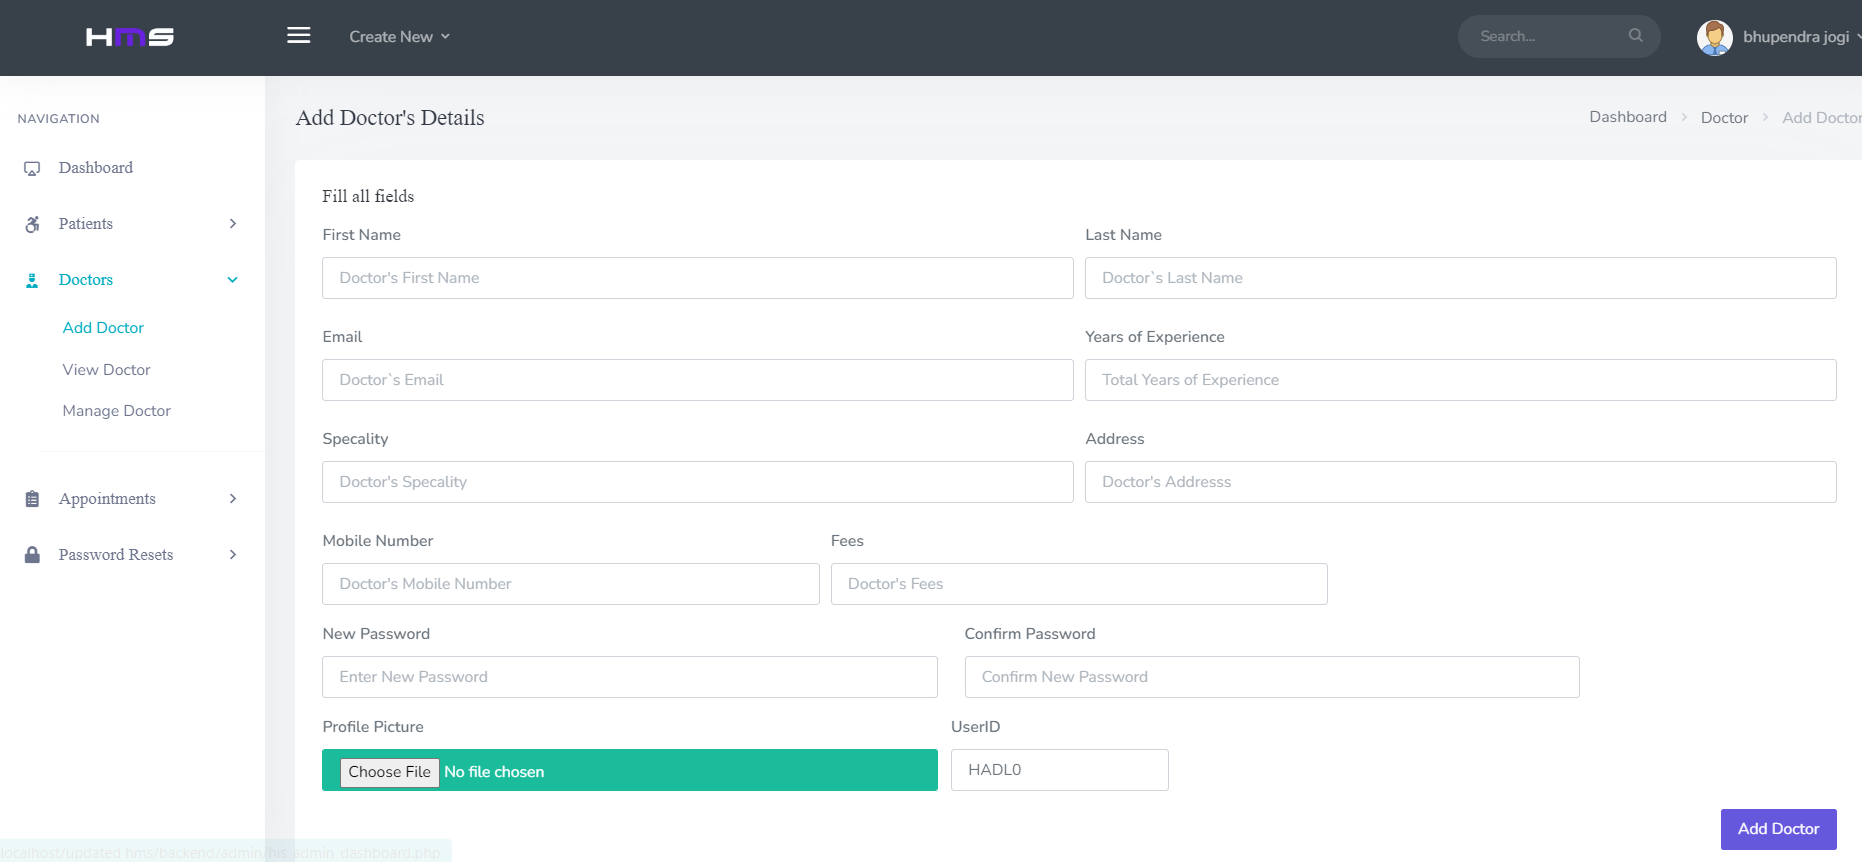 HMS
Create New
Search...
bhupendra jogi
NAVIGATION
Dashboard
Patients
Doctors
Add Doctor
View Doctor
Manage Doctor
Appointments
Password Resets
Add Doctor's Details
Dashboard > Doctor > Add Doctor
Fill all fields
First Name
Last Name
Doctor's First Name
Doctor`s Last Name
Email
Years of Experience
Doctor`s Email
Total Years of Experience
Specality
Address
Doctor's Specality
Doctor's Addresss
Mobile Number
Fees
Doctor's Mobile Number
Doctor's Fees
New Password
Confirm Password
Enter New Password
Confirm New Password
Profile Picture
UserID
Choose File No file chosen
HADL0
Add Doctor
localhost/updated hms/backend/admin/his_admin_dashboard.php